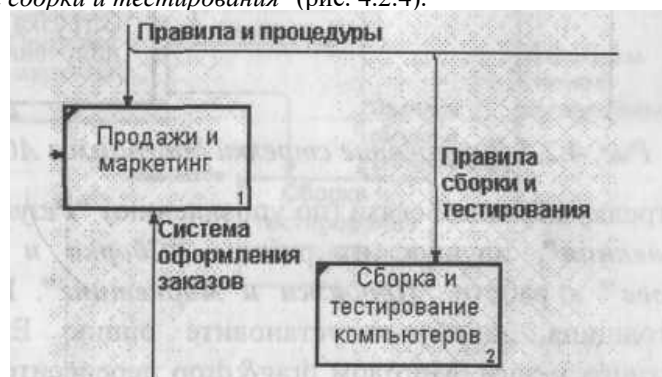 сборки и тестирования" (рис. 4.2.4).
Правила и процедуры
Продажи и
маркетинг
1
Правила
сборки и
тестирования
Система
оформления
заказов
Сборка и
тестирование
компьютеров
2